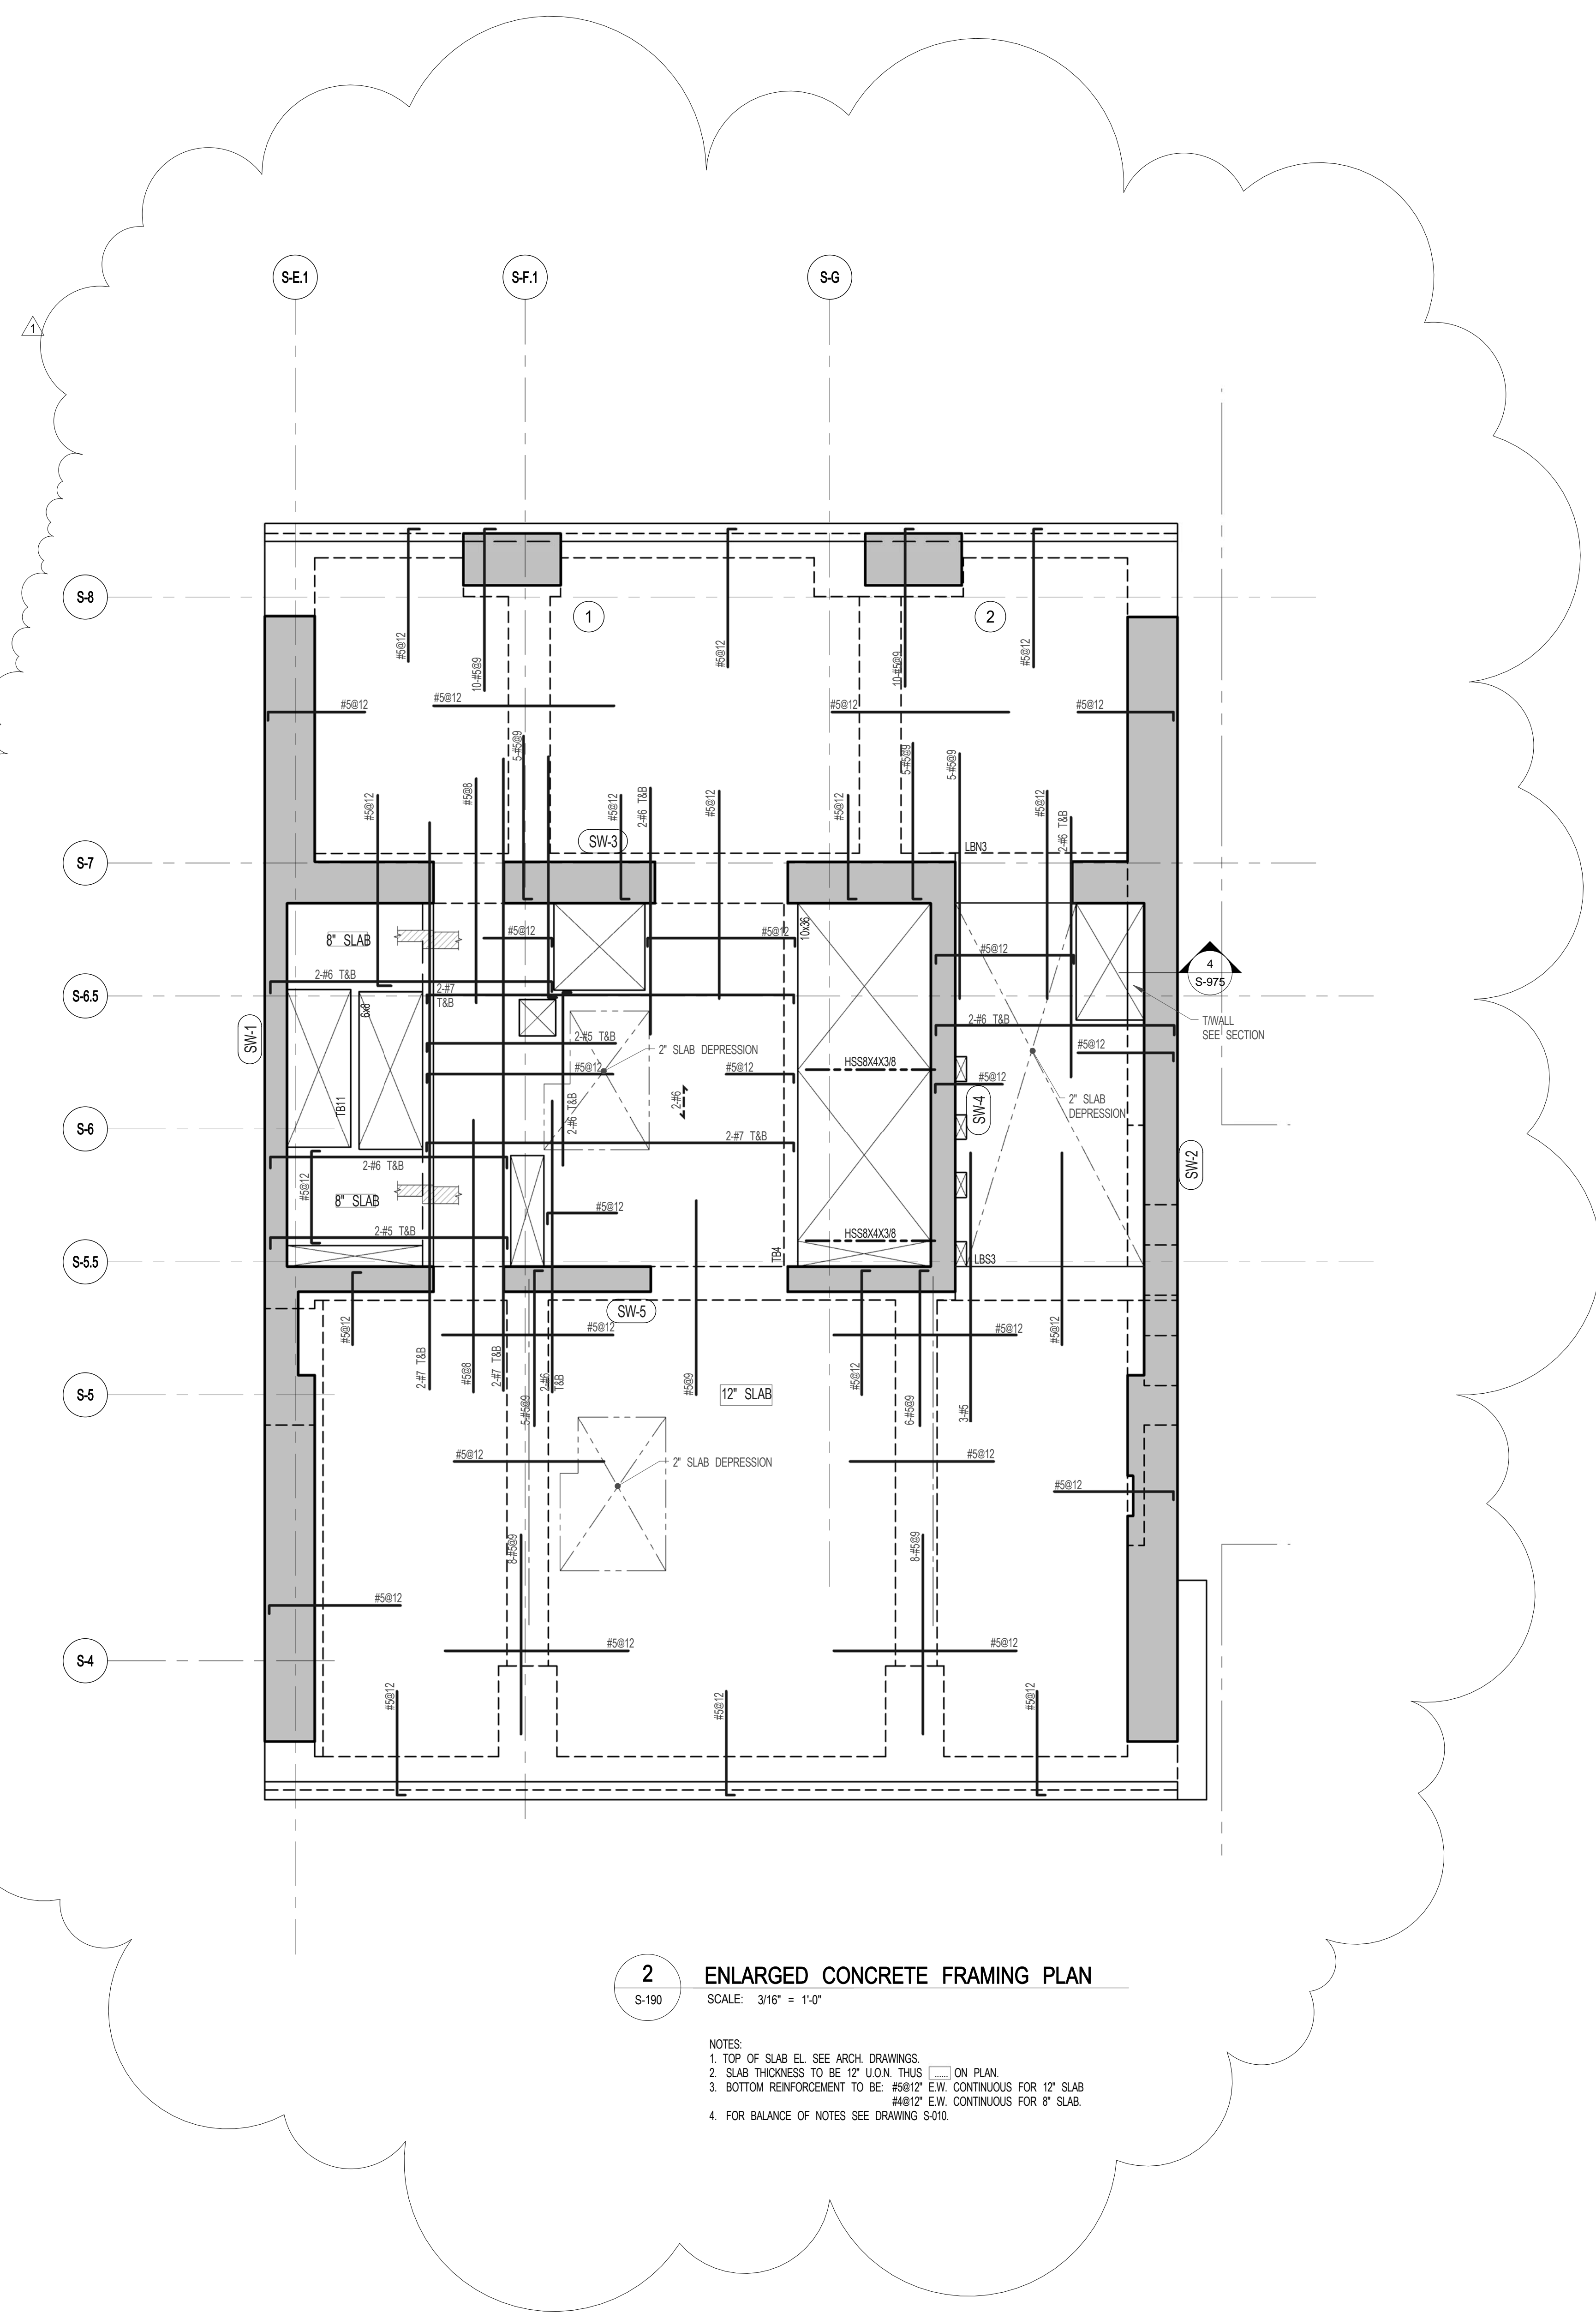 S-E.1
S-F.1
S-G
1
S-8
1
2
#5@12
10-#5@9
#5@12
10-#5@9
#5@12
#5@12
#5@12
#5@12
#5@12
5-#5@9
5-#5@9
5-#5@9
#5@12
#5@8
#5@12
2-#6 T&B
#5@12
#5@12
#5@12
2-#6 T&B
SW-3
LBN3
S-7
#5@12
#5@12
10x36
#5@12
8" SLAB
4
S-975
2-#6 T&B
2-#7
T&B
S-6.5
6x8
T/WALL
SEE SECTION
SW-1
2-#5 T&B
2" SLAB DEPRESSION
2-#6 T&B
#5@12
#5@12
#5@12
HSS8X4X3/8
#5@12
TB11
2-#6 T&B
2-#6
SW-4
2" SLAB
DEPRESSION
S-6
2-#7 T&B
SW-2
2-#6 T&B
#5@12
8" SLAB
#5@12
2-#5 T&B
HSS8X4X3/8
TB4
LBS3
S-5.5
SW-5
#5@12
#5@12
#5@12
#5@12
2-#7 T&B
#5@8
2-#7 T&B
2-#6
T&B
5-#5@9
#5@9
#5@12
6-#5@9
3-#5
12" SLAB
S-5
#5@12
2" SLAB DEPRESSION
#5@12
#5@12
8-#5@9
8-#5@9
#5@12
#5@12
#5@12
S-4
#5@12
#5@12
#5@12
2
S-190
ENLARGED CONCRETE FRAMING PLAN
SCALE: 3/16" = 1'-0"
NOTES:
1. TOP OF SLAB EL. SEE ARCH. DRAWINGS.
2. SLAB THICKNESS TO BE 12" U.O.N. THUS ...... ON PLAN.
3. BOTTOM REINFORCEMENT TO BE: #5@12" E.W. CONTINUOUS FOR 12" SLAB
#4@12" E.W. CONTINUOUS FOR 8" SLAB.
4. FOR BALANCE OF NOTES SEE DRAWING S-010.